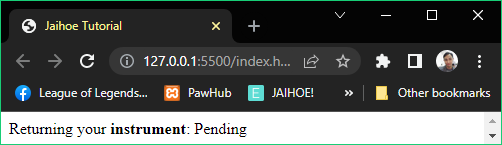 Jaihoe Tutorial
127.0.0.1:5500/index.h...
League of Legends... PawHub E JAIHOE! » Other bookmarks
Returning your instrument: Pending